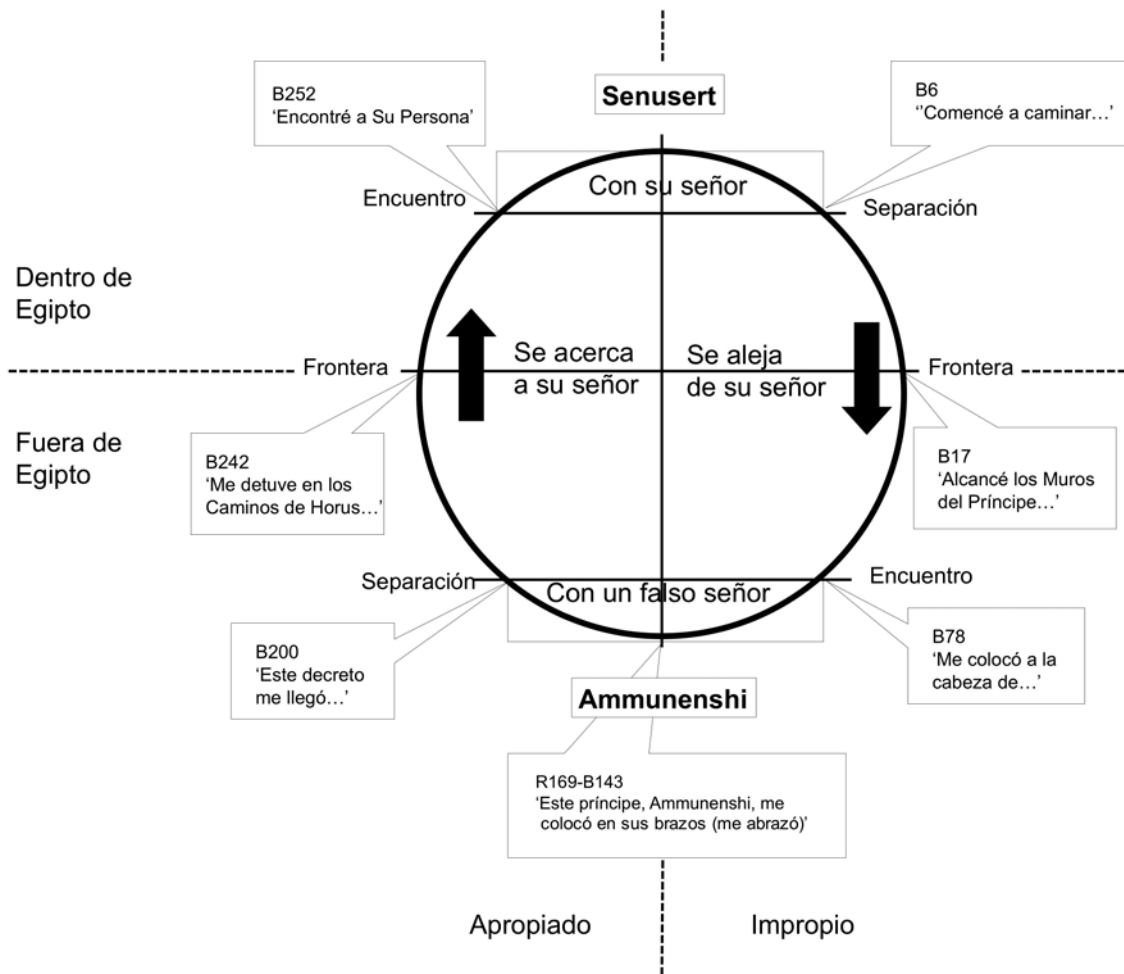 B252
‘Encontré a Su Persona’
Senusert
B6
‘’Comencé a caminar…’
Con su señor
Encuentro
Separación
Dentro de
Egipto
Se acerca
a su señor
Se aleja
de su señor
Frontera
Frontera
Fuera de
Egipto
B242
‘Me detuve en los
Caminos de Horus…’
B17
‘Alcancé los Muros
del Príncipe…’
Separación
Con un falso señor
Encuentro
B200
‘Este decreto
me llegó…’
B78
‘Me colocó a la
cabeza de…’
Ammunenshi
R169-B143
‘Este príncipe, Ammunenshi, me
colocó en sus brazos (me abrazó)’
Apropiado
Impropio